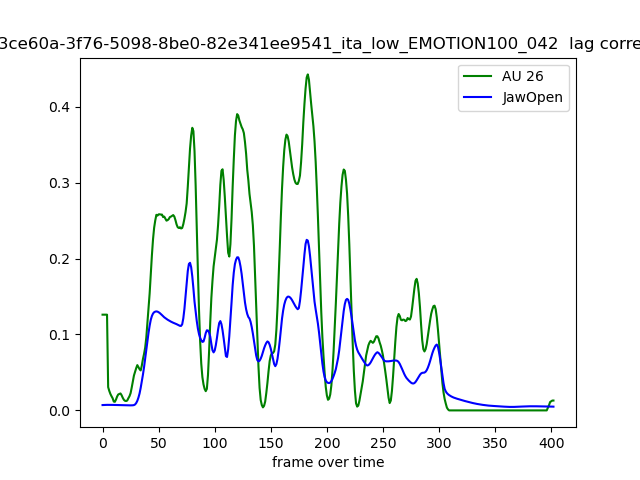 3ce60a-3f76-5098-8be0-82e341ee9541_ita_low_EMOTION100_042 lag corre
AU 26
JawOpen
0.4
0.3
0.2
0.1
0.0
0 50 100 150 200 250 300 350 400
frame over time